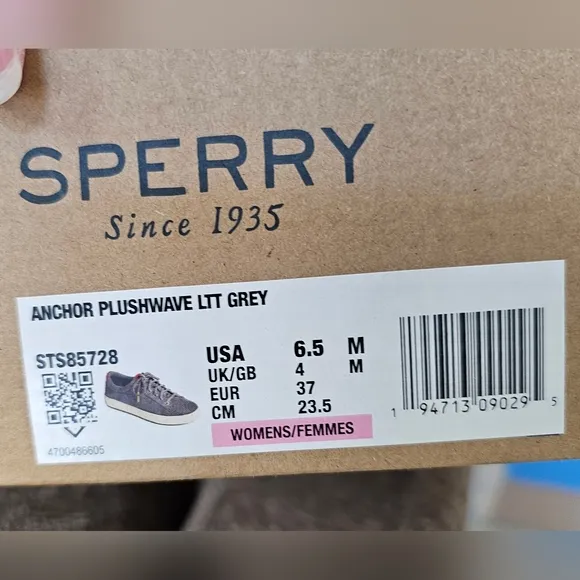 SPERRY
Since 1935
ANCHOR PLUSHWAVE LTT GREY
STS85728
USA 6.5 M
UK/GB 4 M
EUR 37
CM 23.5
WOMENS/FEMMES
4700486605
1 94713 09029 5